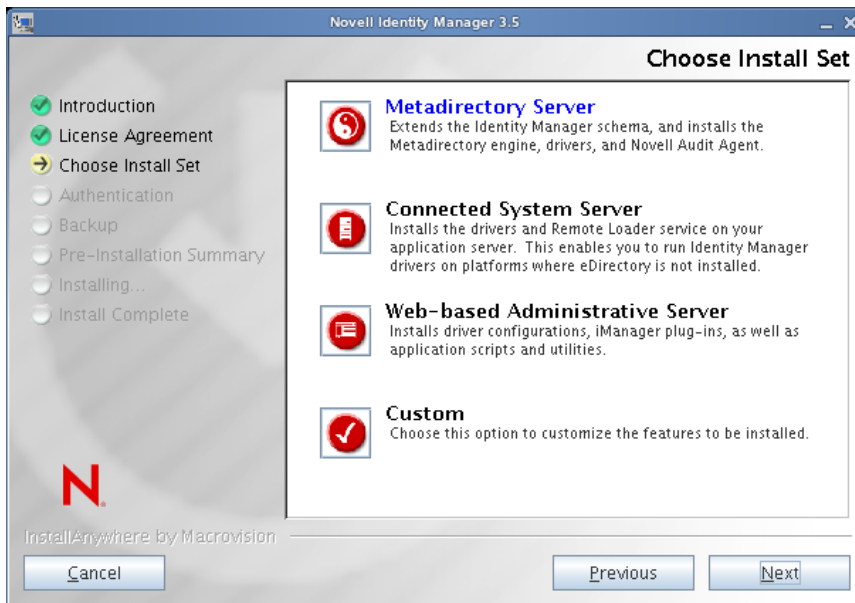 Novell Identity Manager 3.5
Choose Install Set
Introduction
License Agreement
Choose Install Set
Authentication
Backup
Pre-Installation Summary
Installing...
Install Complete
Metadirectory Server
Extends the Identity Manager schema, and installs the
Metadirectory engine, drivers, and Novell Audit Agent.
Connected System Server
Installs the drivers and Remote Loader service on your
application server. This enables you to run Identity Manager
drivers on platforms where eDirectory is not installed.
Web-based Administrative Server
Installs driver configurations, iManager plug-ins, as well as
application scripts and utilities.
Custom
Choose this option to customize the features to be installed.
N
InstallAnywhere by Macrovision
Cancel
Previous
Next